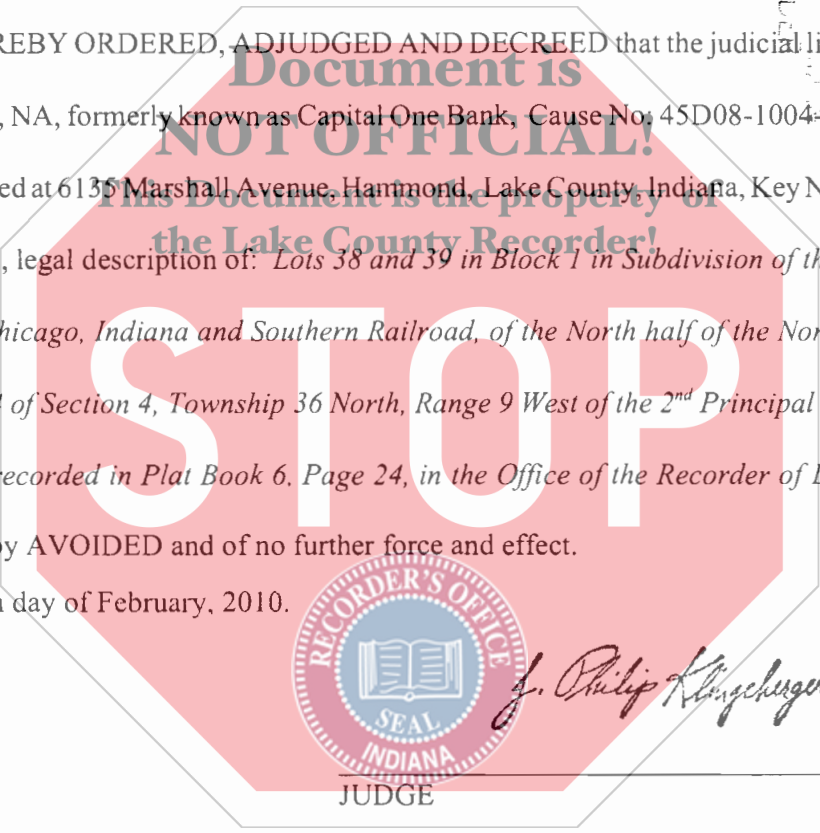 REBY ORDERED, ADJUDGED AND DECREED that the judicial li
Document is
, NA, formerly known as Capital One Bank, Cause No: 45D08-1004-
NOT OFFICIAL!
ed at 6135 Marshall Avenue, Hammond, Lake County, Indiana, Key N
This Document is the property of
the Lake County Recorder!
, legal description of: Lots 38 and 39 in Block 1 in Subdivision of th
hicago, Indiana and Southern Railroad, of the North half of the Nor
STOP
of Section 4, Township 36 North, Range 9 West of the 2nd Principal
recorded in Plat Book 6, Page 24, in the Office of the Recorder of L
by AVOIDED and of no further force and effect.
day of February, 2010.
RECORDER'S OFFICE
SEAL
INDIANA
J. Philip Klingeberger
JUDGE